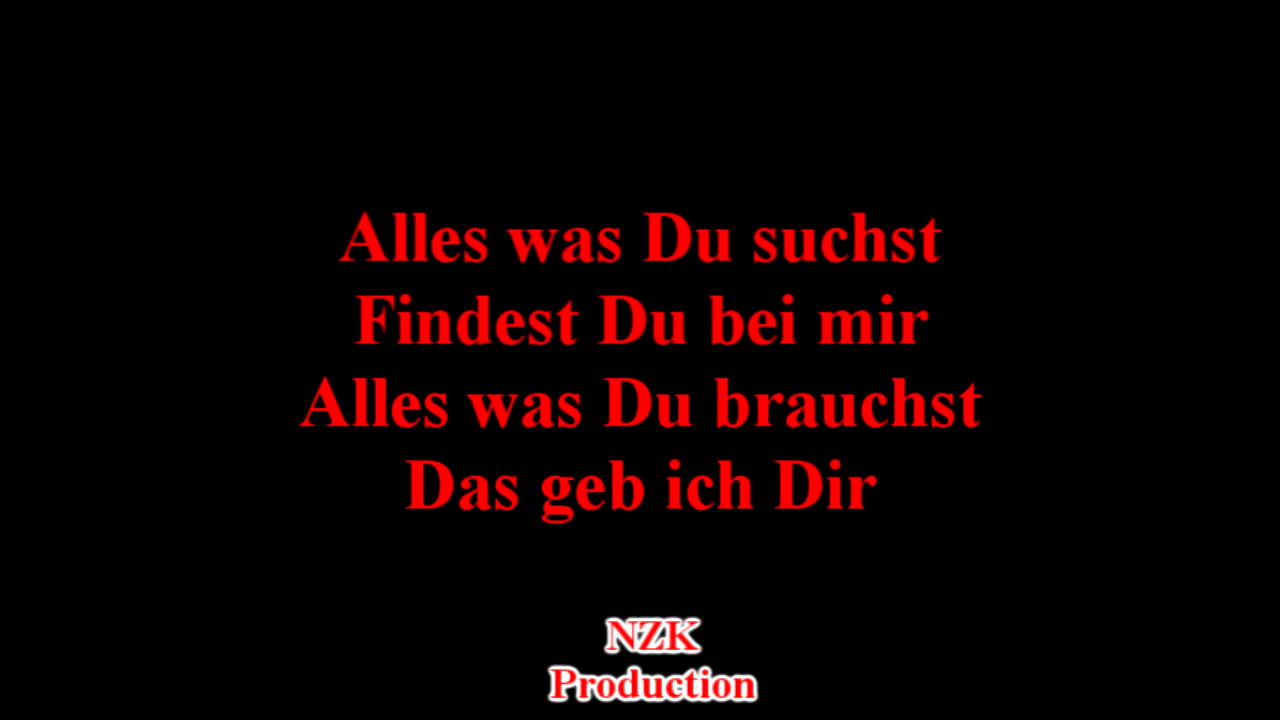 Alles was Du suchst
Findest Du bei mir
Alles was Du brauchst
Das geb ich Dir
NZK
Production